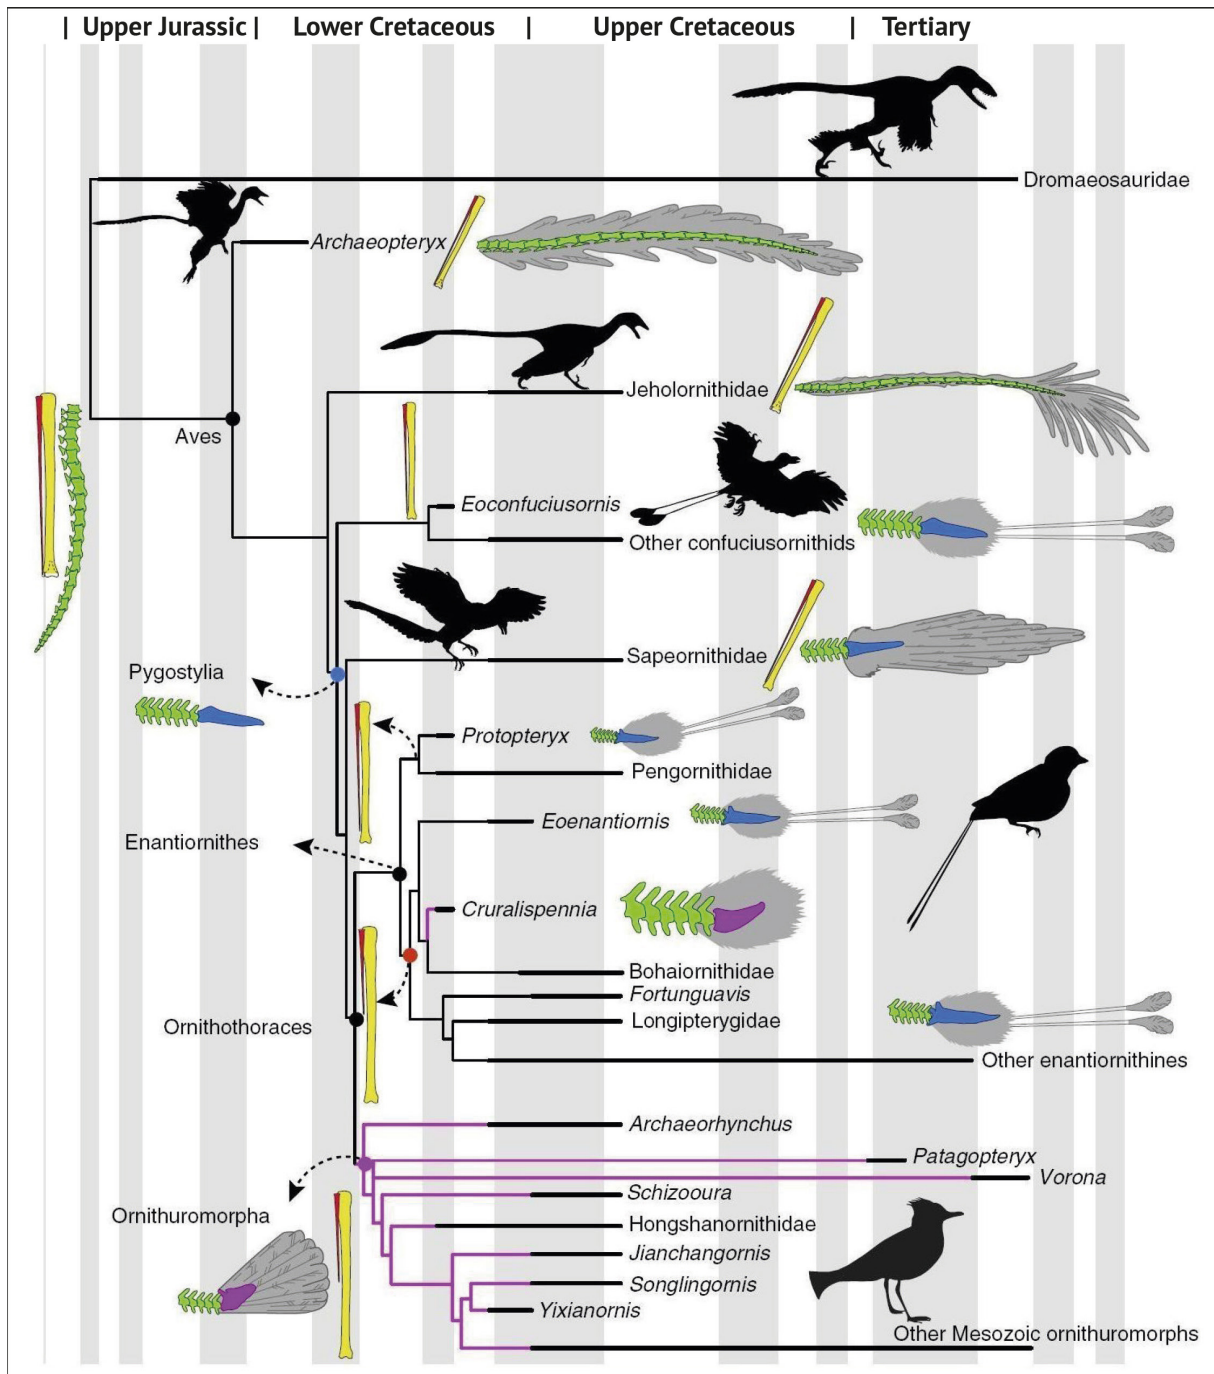 | Upper Jurassic | Lower Cretaceous | Upper Cretaceous | Tertiary
Dromaeosauridae
Archaeopteryx
Jeholornithidae
Aves
Eoconfuciusornis
Other confuciusornithids
Sapeornithidae
Pygostylia
Protopteryx
Pengornithidae
Eoenantiornis
Enantiornithes
Cruralispennia
Bohaiornithidae
Fortunguavis
Longipterygidae
Ornithothoraces
Other enantiornithines
Archaeorhynchus
Patagopteryx
Vorona
Schizooura
Ornithuromorpha
Hongshanornithidae
Jianchangornis
Songlingornis
Yixianornis
Other Mesozoic ornithuromorphs